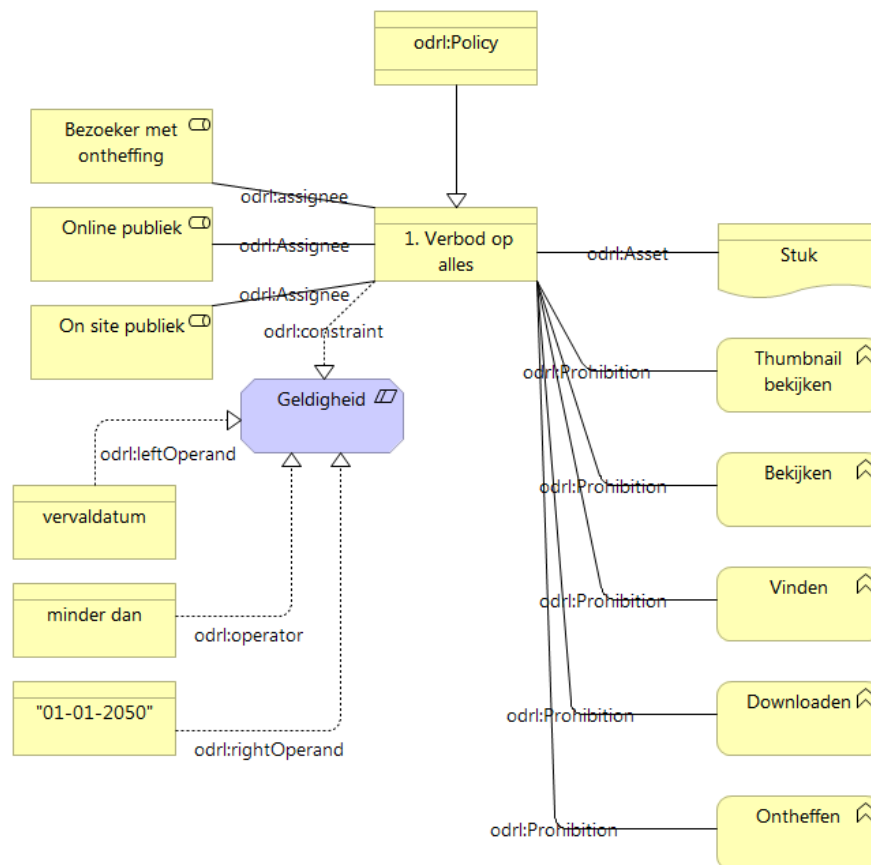 odrl:Policy
Bezoeker met
ontheffing
odrl:assignee
Online publiek
odrl:Assignee
1. Verbod op
alles
odrl:Asset
Stuk
On site publiek
odrl:Assignee
odrl:constraint
Geldigheid
odrl:leftOperand
vervaldatum
minder dan
odrl:operator
"01-01-2050"
odrl:rightOperand
odrl:Prohibition
Thumbnail
bekijken
odrl:Prohibition
Bekijken
odrl:Prohibition
Vinden
odrl:Prohibition
Downloaden
odrl:Prohibition
Ontheffen